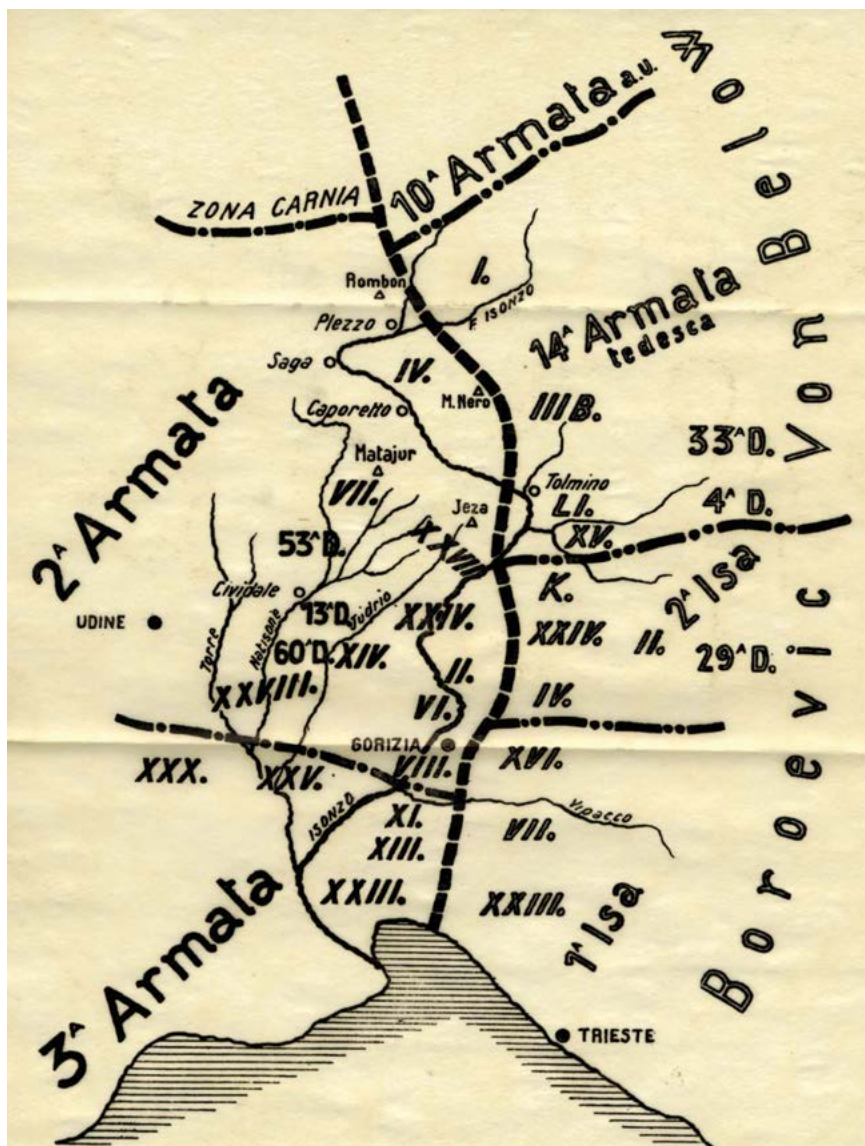 10ᴬ Armata a.u.
ZONA CARNIA
I.
Rombon
Plezzo
F. ISONZO
14ᴬ Armata
tedesca
Saga
IV.
M. Nero
III B.
Caporetto
33ᴬ D.
2ᴬ Armata
Matajur
VII.
Tolmino
4ᴬ D.
Jeza
LI.
XV.
53ᴬ D.
XXVII
Cividale
K.
2ᴬ Isa
13ᴬ D.
Judrio
XXIV.
XXIV.
II.
UDINE
Torre
Natisone
60ᴬ D.
XIV.
29ᴬ D.
II.
XXVIII.
VI.
IV.
GORIZIA
XXX.
XXV.
VIII.
XVI.
ISONZO
Vipacco
XI.
VII.
XIII.
XXIII.
XXIII.
1ᴬ Isa
3ᴬ Armata
TRIESTE
Boroevic Von Below